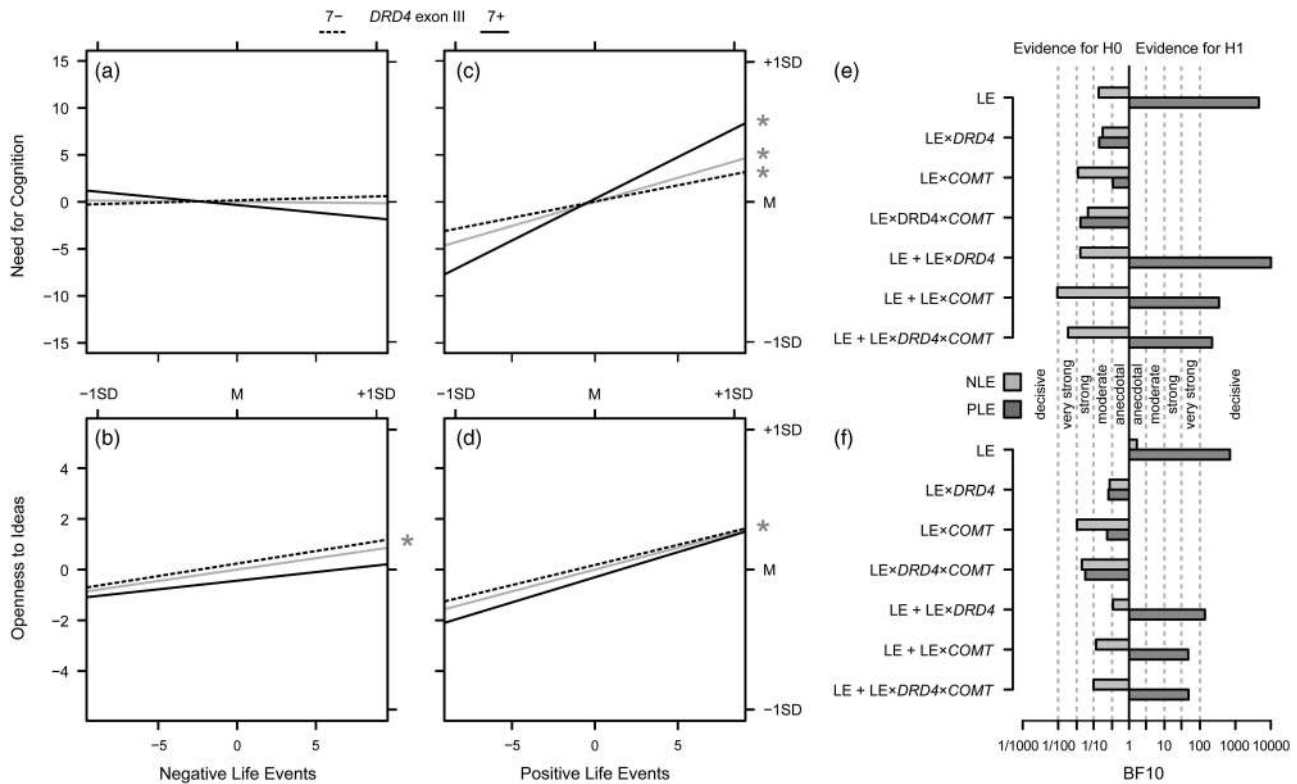 7− DRD4 exon III 7+
(a)
15
10
5
0
−5
−10
−15
Need for Cognition
(c)
+1SD
M
−1SD
*
*
*
−1SD M +1SD
−1SD M +1SD
(b)
4
2
0
−2
−4
Openness to Ideas
*
−5 0 5
Negative Life Events
(d)
+1SD
M
−1SD
*
−5 0 5
Positive Life Events
(e)
Evidence for H0 Evidence for H1
LE
LE×DRD4
LE×COMT
LE×DRD4×COMT
LE + LE×DRD4
LE + LE×COMT
LE + LE×DRD4×COMT
NLE
PLE
decisive
very strong
strong
moderate
anecdotal
anecdotal
moderate
strong
very strong
decisive
(f)
LE
LE×DRD4
LE×COMT
LE×DRD4×COMT
LE + LE×DRD4
LE + LE×COMT
LE + LE×DRD4×COMT
1/1000 1/100 1/10 1 10 100 1000 10000
BF10